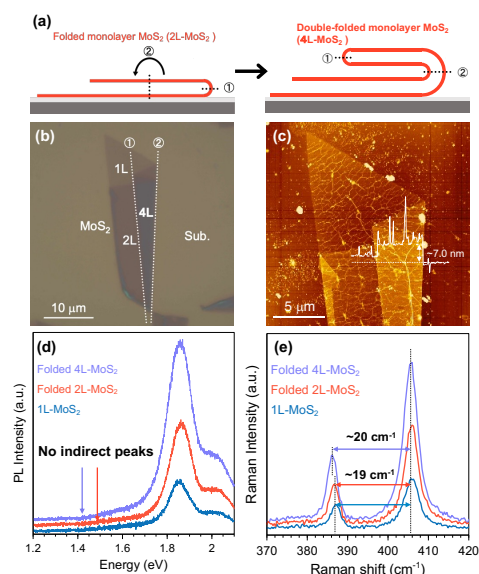 (a)
Folded monolayer MoS₂ (2L-MoS₂ )
②
①
Double-folded monolayer MoS₂
(4L-MoS₂ )
①
②
(b)
①
②
1L
4L
MoS₂
2L
Sub.
10 μm
(c)
~7.0 nm
5 μm
(d)
Folded 4L-MoS₂
Folded 2L-MoS₂
1L-MoS₂
No indirect peaks
PL Intensity (a.u.)
1.2
1.4
1.6
1.8
2
Energy (eV)
(e)
Folded 4L-MoS₂
Folded 2L-MoS₂
1L-MoS₂
~20 cm⁻¹
~19 cm⁻¹
Raman Intensity (a.u.)
370
380
390
400
410
420
Raman shift (cm⁻¹)